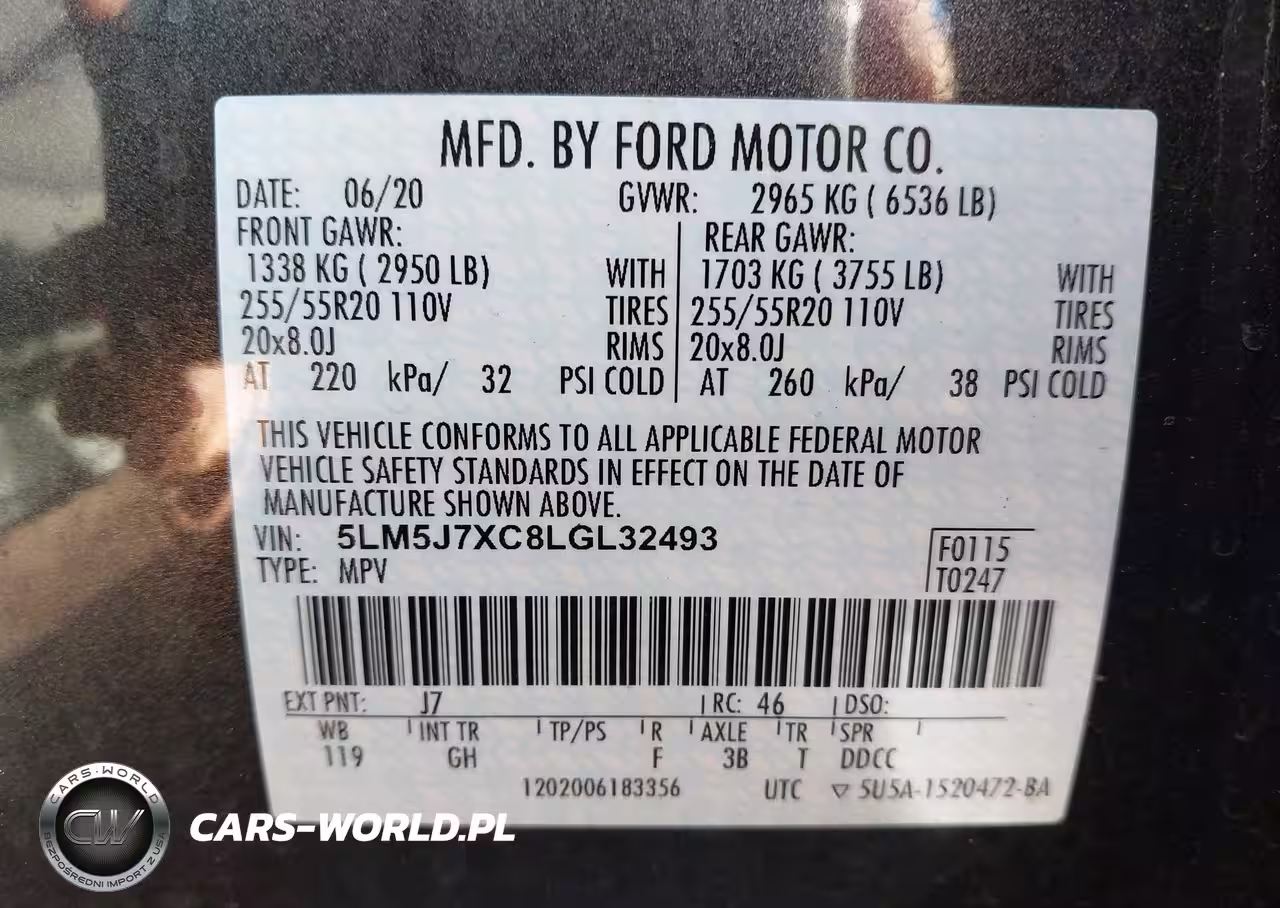 MFD. BY FORD MOTOR CO.
DATE: 06/20 GVWR: 2965 KG ( 6536 LB)
FRONT GAWR: REAR GAWR:
1338 KG ( 2950 LB) WITH 1703 KG ( 3755 LB) WITH
255/55R20 110V TIRES 255/55R20 110V TIRES
20x8.0J RIMS 20x8.0J RIMS
AT 220 kPa/ 32 PSI COLD AT 260 kPa/ 38 PSI COLD
THIS VEHICLE CONFORMS TO ALL APPLICABLE FEDERAL MOTOR
VEHICLE SAFETY STANDARDS IN EFFECT ON THE DATE OF
MANUFACTURE SHOWN ABOVE.
VIN: 5LM5J7XC8LGL32493
TYPE: MPV
F0115
T0247
EXT PNT: J7 RC: 46 DSO:
WB INT TR TP/PS R AXLE TR SPR
119 GH F 3B T DDCC
1202006183356 UTC ▽ 5U5A-1520472-BA
CARS-WORLD
CW
BEZPOŚREDNI IMPORT Z USA
CARS-WORLD.PL